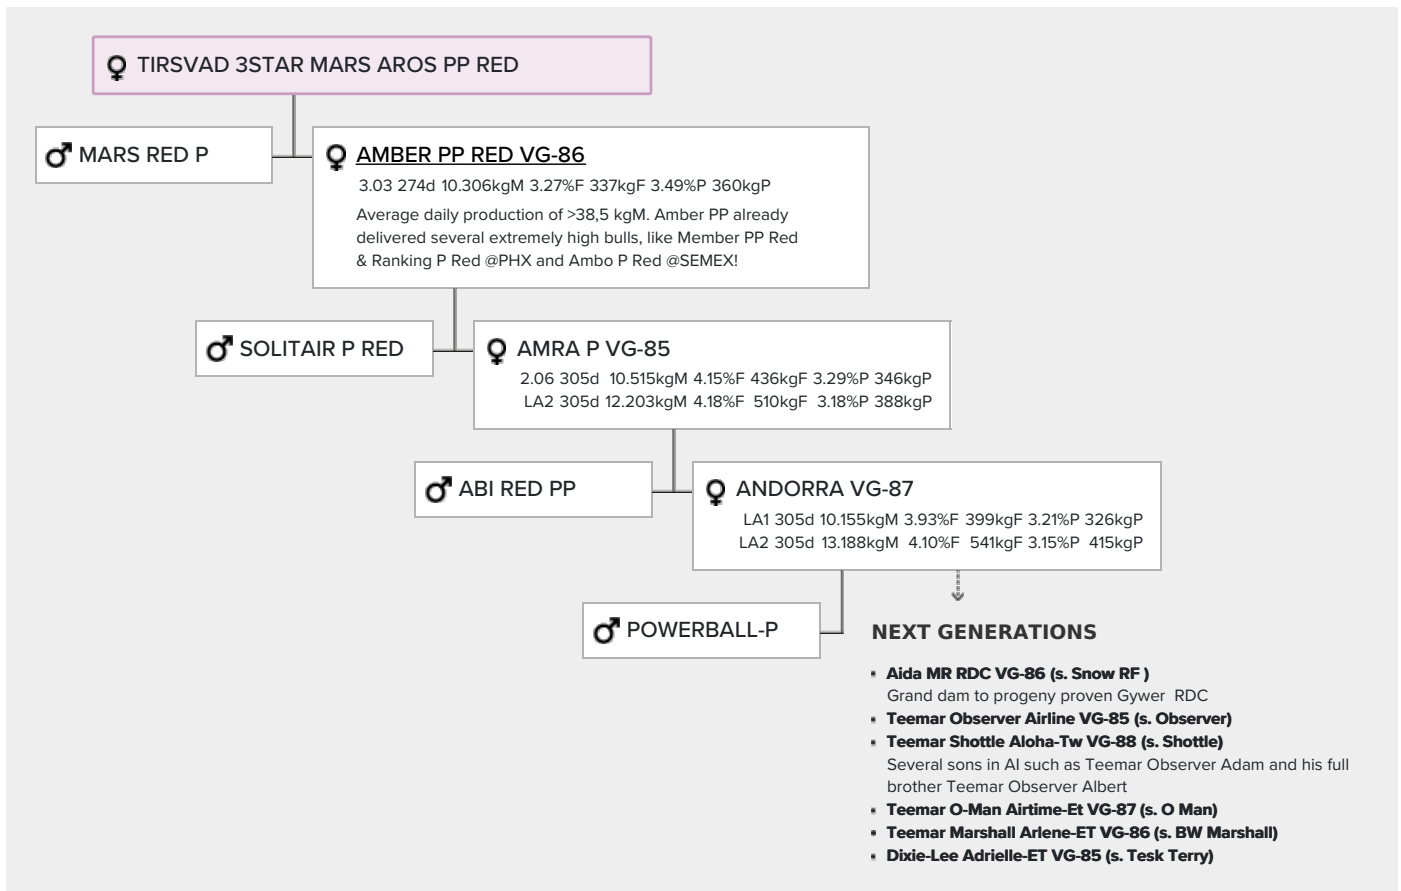 TIRSVAD 3STAR MARS AROS PP RED
MARS RED P
AMBER PP RED VG-86
3.03 274d 10.306kgM 3.27%F 337kgF 3.49%P 360kgP
Average daily production of >38,5 kgM. Amber PP already
delivered several extremely high bulls, like Member PP Red
& Ranking P Red @PHX and Ambo P Red @SEMEX!
SOLITAIR P RED
AMRA P VG-85
2.06 305d 10.515kgM 4.15%F 436kgF 3.29%P 346kgP
LA2 305d 12.203kgM 4.18%F 510kgF 3.18%P 388kgP
ABI RED PP
ANDORRA VG-87
LA1 305d 10.155kgM 3.93%F 399kgF 3.21%P 326kgP
LA2 305d 13.188kgM 4.10%F 541kgF 3.15%P 415kgP
POWERBALL-P
NEXT GENERATIONS
Aida MR RDC VG-86 (s. Snow RF )
Grand dam to progeny proven Gywer RDC
Teemar Observer Airline VG-85 (s. Observer)
Teemar Shottle Aloha-Tw VG-88 (s. Shottle)
Several sons in AI such as Teemar Observer Adam and his full
brother Teemar Observer Albert
Teemar O-Man Airtime-Et VG-87 (s. O Man)
Teemar Marshall Arlene-ET VG-86 (s. BW Marshall)
Dixie-Lee Adrielle-ET VG-85 (s. Tesk Terry)